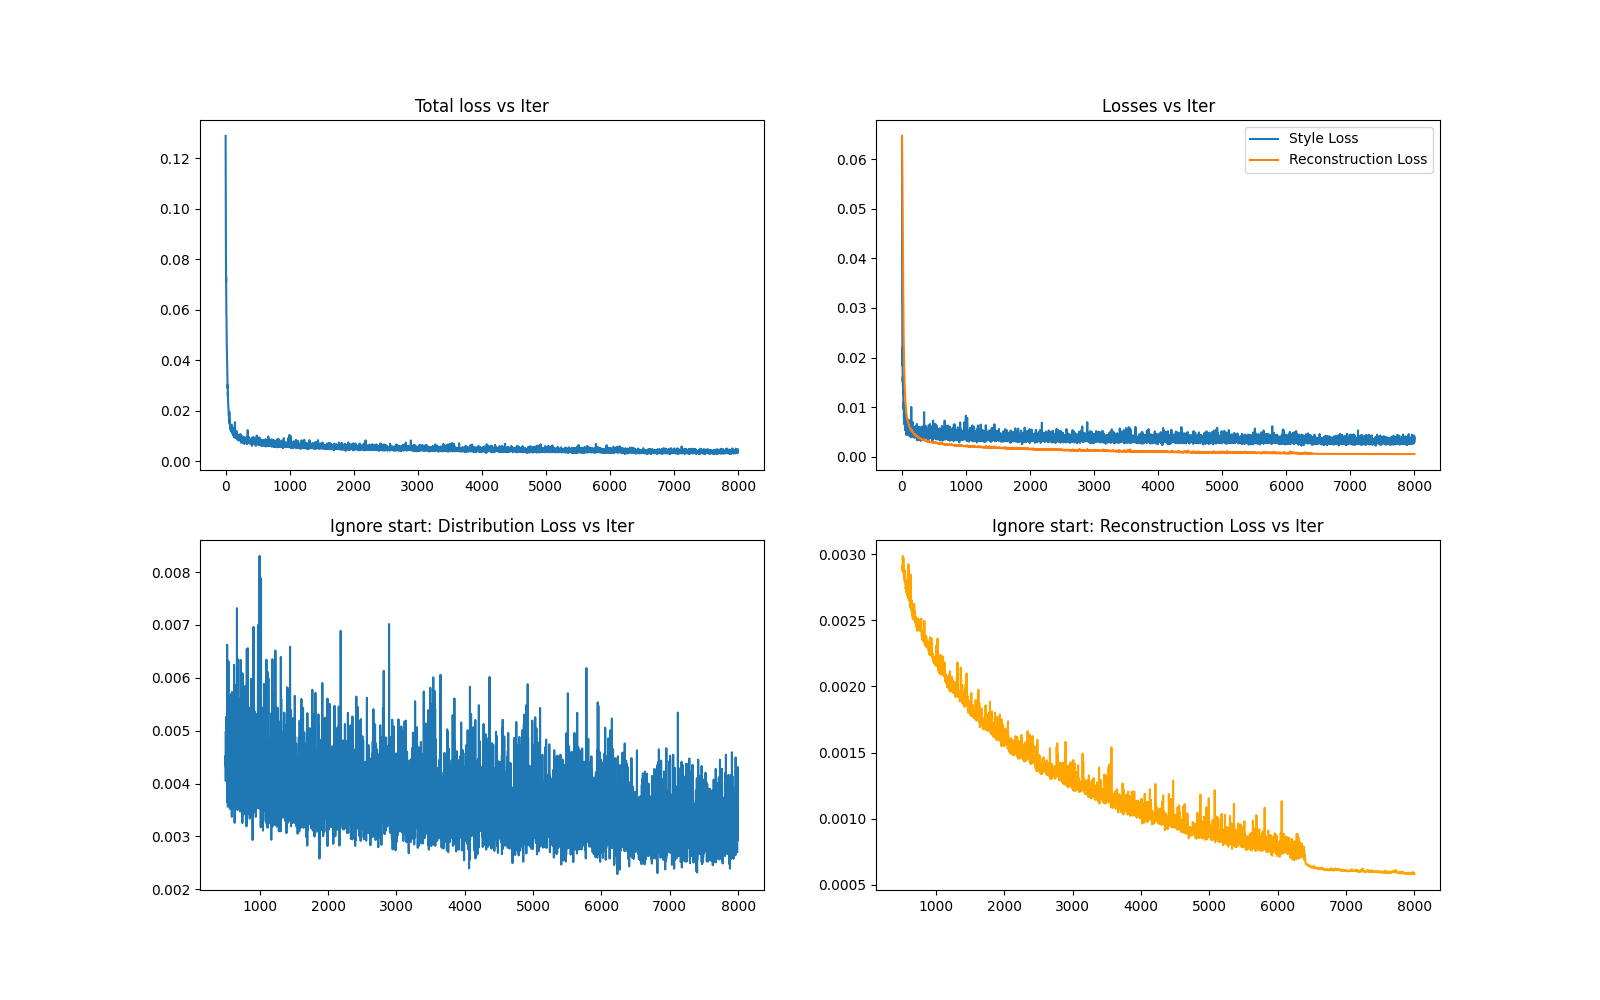 Total loss vs Iter
0.12
0.10
0.08
0.06
0.04
0.02
0.00
0 1000 2000 3000 4000 5000 6000 7000 8000
Losses vs Iter
Style Loss
Reconstruction Loss
0.06
0.05
0.04
0.03
0.02
0.01
0.00
0 1000 2000 3000 4000 5000 6000 7000 8000
Ignore start: Distribution Loss vs Iter
0.008
0.007
0.006
0.005
0.004
0.003
0.002
1000 2000 3000 4000 5000 6000 7000 8000
Ignore start: Reconstruction Loss vs Iter
0.0030
0.0025
0.0020
0.0015
0.0010
0.0005
1000 2000 3000 4000 5000 6000 7000 8000